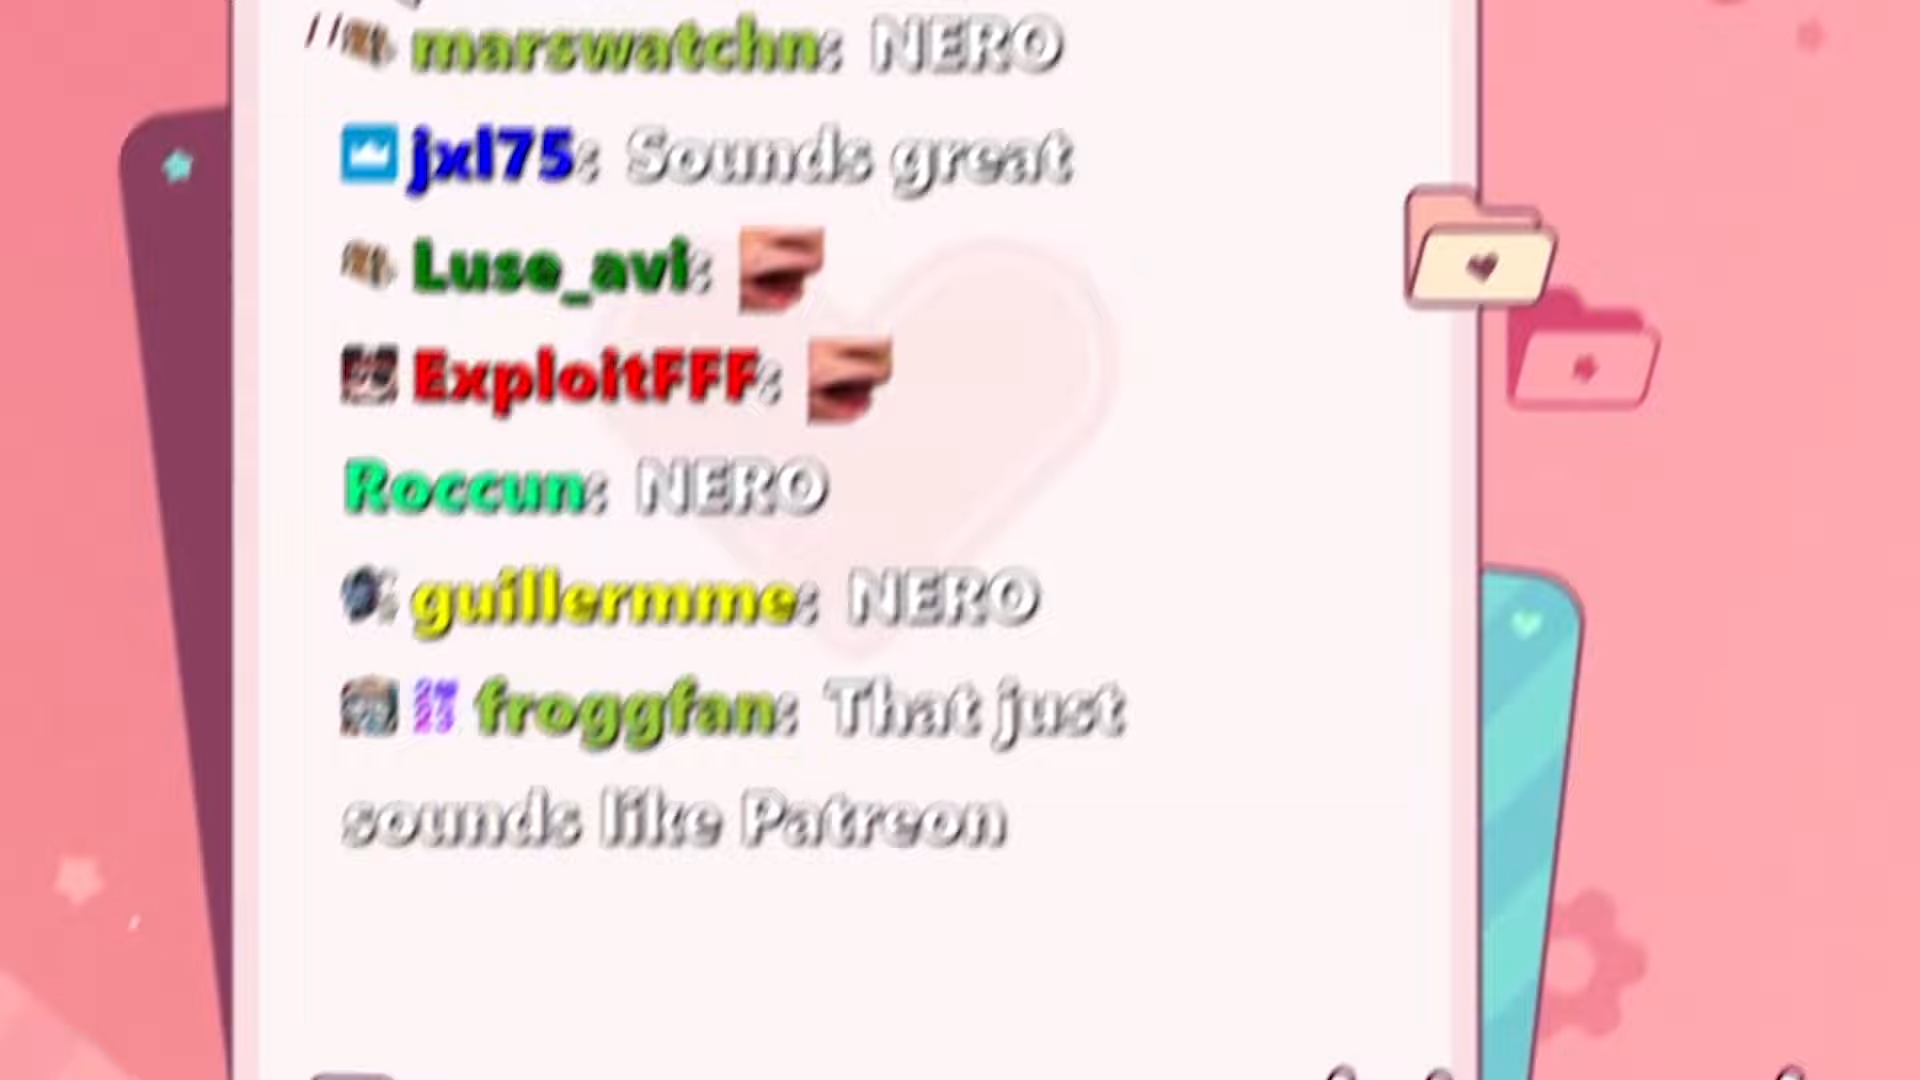 marswatchn: NERO
jxl75: Sounds great
Luse_avi:
ExploitFFF:
Roccun: NERO
guillermme: NERO
froggfan: That just
sounds like Patreon